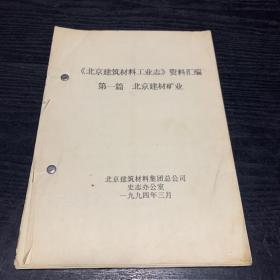 《北京建筑材料工业志》资料汇编
第一篇 北京建材矿业
北京建筑材料集团总公司
史志办公室
一九九四年三月